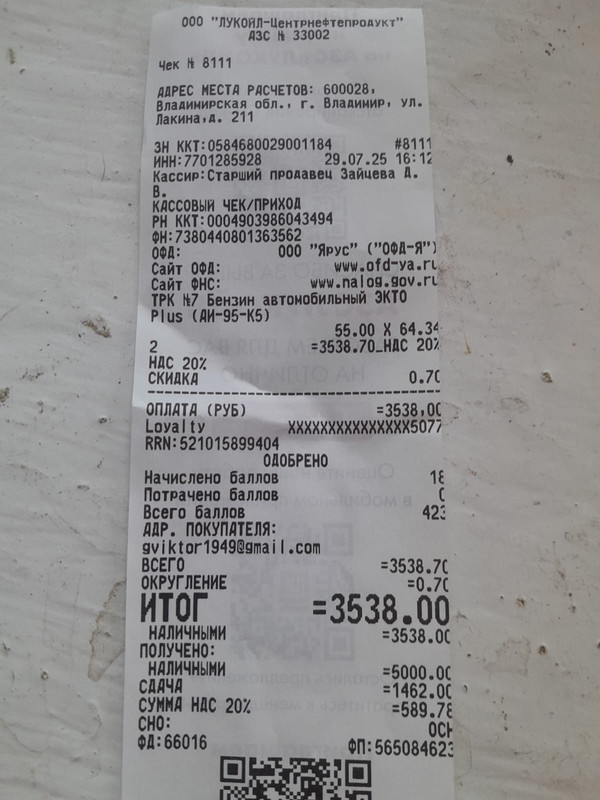 ООО "ЛУКОЙЛ-Центрнефтепродукт"
АЗС № 33002
Чек № 8111
АДРЕС МЕСТА РАСЧЕТОВ: 600028,
Владимирская обл., г. Владимир, ул.
Лакина,д. 211
ЗН ККТ:0584680029001184 #8111
ИНН:7701285928 29.07.25 16:12
Кассир:Старший продавец Зайцева Д.
В.
КАССОВЫЙ ЧЕК/ПРИХОД
РН ККТ:0004903986043494
ФН:7380440801363562
ОФД: ООО "Ярус" ("ОФД-Я")
Сайт ОФД: www.ofd-ya.ru
Сайт ФНС: www.nalog.gov.ru
ТРК №7 Бензин автомобильный ЭКТО
Plus (АИ-95-К5)
55.00 X 64.34
2 =3538.70_НДС 20%
НДС 20%
СКИДКА 0.70
ОПЛАТА (РУБ) =3538,00
Loyalty XXXXXXXXXXXXXXX5077
RRN:521015899404
ОДОБРЕНО
Начислено баллов 18
Потрачено баллов 0
Всего баллов 423
АДР. ПОКУПАТЕЛЯ:
gviktor1949@gmail.com
ВСЕГО =3538.70
ОКРУГЛЕНИЕ =0.70
ИТОГ =3538.00
НАЛИЧНЫМИ =3538.00
ПОЛУЧЕНО:
НАЛИЧНЫМИ =5000.00
СДАЧА =1462.00
СУММА НДС 20% =589.78
СНО: ОСН
ФД:66016 ФП:565084623